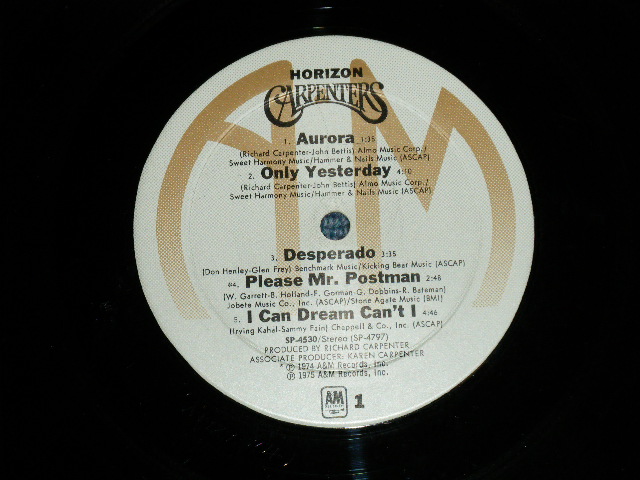 HORIZON
CARPENTERS
1. Aurora 1:35
(Richard Carpenter-John Bettis) Almo Music Corp./
Sweet Harmony Music/Hammer & Nails Music (ASCAP)
2. Only Yesterday 4:10
(Richard Carpenter-John Bettis) Almo Music Corp./
Sweet Harmony Music/Hammer & Nails Music (ASCAP)
3. Desperado 3:35
(Don Henley-Glen Frey) Benchmark Music/Kicking Bear Music (ASCAP)
*4. Please Mr. Postman 2:48
(W. Garrett-B. Holland-F. Gorman-G. Dobbins-R. Bateman)
Jobete Music Co., Inc. (ASCAP)/Stone Agate Music (BMI)
5. I Can Dream Can't I 4:46
(Irving Kahal-Sammy Fain) Chappell & Co., Inc. (ASCAP)
SP-4530/Stereo (SP-4797)
PRODUCED BY RICHARD CARPENTER
ASSOCIATE PRODUCER: KAREN CARPENTER
* ℗ 1974 A&M Records, Inc.
℗ 1975 A&M Records, Inc.
AM
1